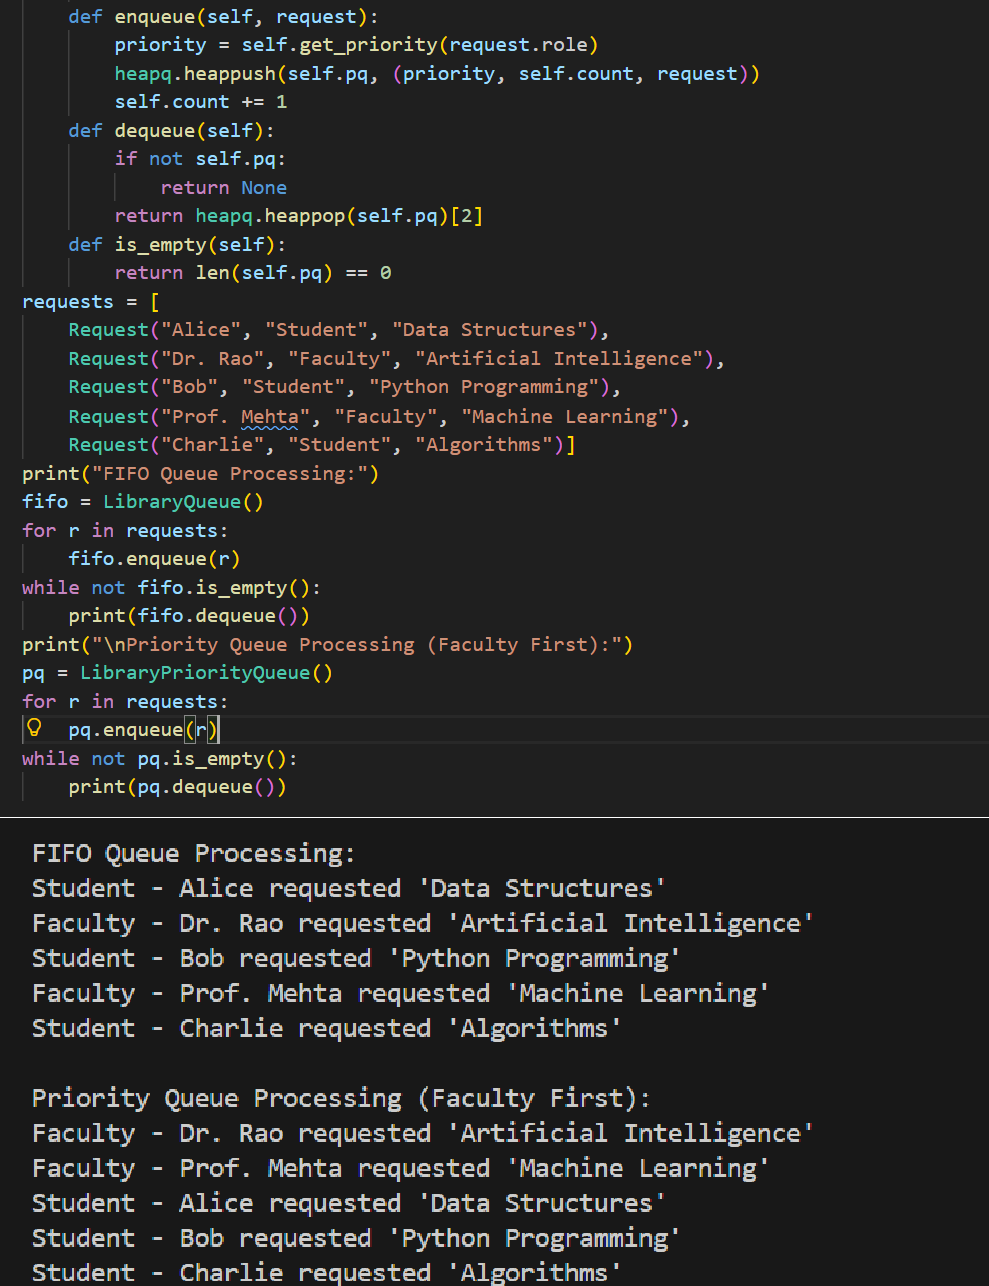 def enqueue(self, request):
        priority = self.get_priority(request.role)
        heapq.heappush(self.pq, (priority, self.count, request))
        self.count += 1
    def dequeue(self):
        if not self.pq:
            return None
        return heapq.heappop(self.pq)[2]
    def is_empty(self):
        return len(self.pq) == 0
requests = [
    Request("Alice", "Student", "Data Structures"),
    Request("Dr. Rao", "Faculty", "Artificial Intelligence"),
    Request("Bob", "Student", "Python Programming"),
    Request("Prof. Mehta", "Faculty", "Machine Learning"),
    Request("Charlie", "Student", "Algorithms")]
print("FIFO Queue Processing:")
fifo = LibraryQueue()
for r in requests:
    fifo.enqueue(r)
while not fifo.is_empty():
    print(fifo.dequeue())
print("\nPriority Queue Processing (Faculty First):")
pq = LibraryPriorityQueue()
for r in requests:
    pq.enqueue(r)
while not pq.is_empty():
    print(pq.dequeue())
FIFO Queue Processing:
Student - Alice requested 'Data Structures'
Faculty - Dr. Rao requested 'Artificial Intelligence'
Student - Bob requested 'Python Programming'
Faculty - Prof. Mehta requested 'Machine Learning'
Student - Charlie requested 'Algorithms'

Priority Queue Processing (Faculty First):
Faculty - Dr. Rao requested 'Artificial Intelligence'
Faculty - Prof. Mehta requested 'Machine Learning'
Student - Alice requested 'Data Structures'
Student - Bob requested 'Python Programming'
Student - Charlie requested 'Algorithms'